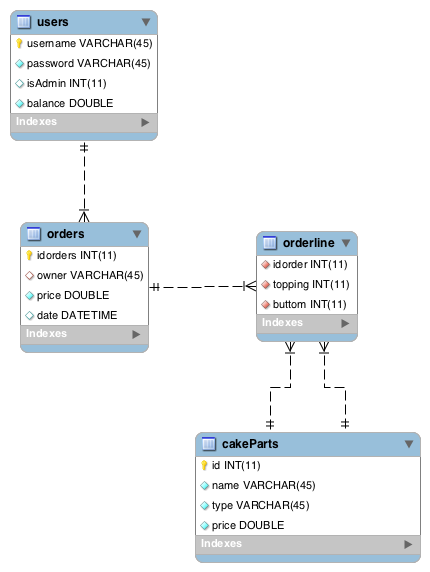 users
username VARCHAR(45)
password VARCHAR(45)
isAdmin INT(11)
balance DOUBLE
Indexes
orders
idorders INT(11)
owner VARCHAR(45)
price DOUBLE
date DATETIME
Indexes
orderline
idorder INT(11)
topping INT(11)
buttom INT(11)
Indexes
cakeParts
id INT(11)
name VARCHAR(45)
type VARCHAR(45)
price DOUBLE
Indexes